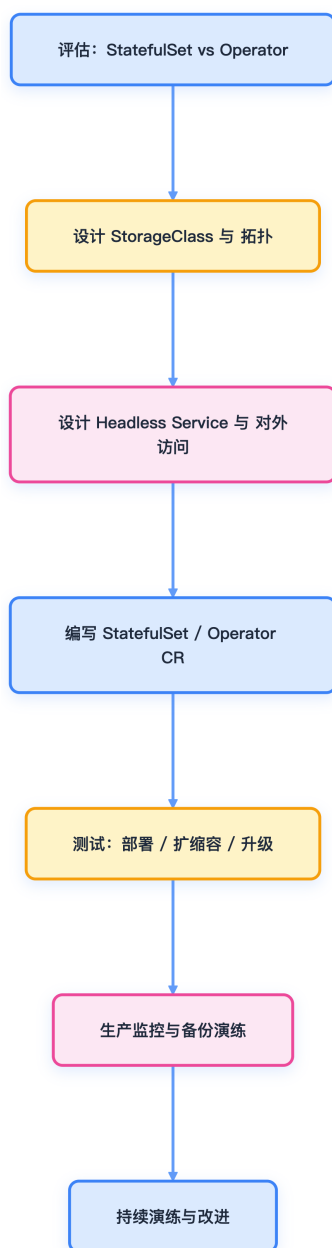 评估：StatefulSet vs Operator
设计 StorageClass 与 拓扑
设计 Headless Service 与 对外
访问
编写 StatefulSet / Operator
CR
测试：部署 / 扩缩容 / 升级
生产监控与备份演练
持续演练与改进